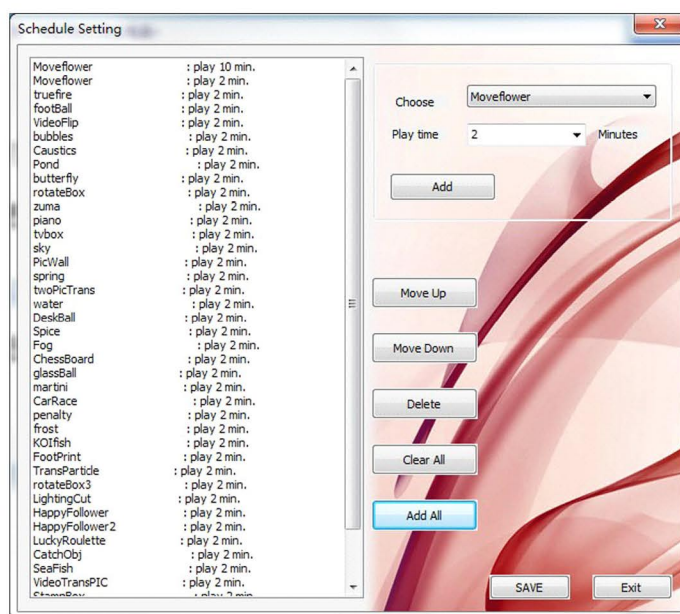 Schedule Setting
Moveflower : play 10 min.
Moveflower : play 2 min.
truefire : play 2 min.
footBall : play 2 min.
VideoFlip : play 2 min.
bubbles : play 2 min.
Caustics : play 2 min.
Pond : play 2 min.
butterfly : play 2 min.
rotateBox : play 2 min.
zuma : play 2 min.
piano : play 2 min.
tvbox : play 2 min.
sky : play 2 min.
PicWall : play 2 min.
spring : play 2 min.
twoPicTrans : play 2 min.
water : play 2 min.
DeskBall : play 2 min.
Spice : play 2 min.
Fog : play 2 min.
ChessBoard : play 2 min.
glassBall : play 2 min.
martini : play 2 min.
CarRace : play 2 min.
penalty : play 2 min.
frost : play 2 min.
KOIfish : play 2 min.
FootPrint : play 2 min.
TransParticle : play 2 min.
rotateBox3 : play 2 min.
LightingCut : play 2 min.
HappyFollower : play 2 min.
HappyFollower2 : play 2 min.
LuckyRoulette : play 2 min.
CatchObj : play 2 min.
SeaFish : play 2 min.
VideoTransPIC : play 2 min.
StampBox : play 2 min.
Choose Moveflower
Play time 2 Minutes
Add
Move Up
Move Down
Delete
Clear All
Add All
SAVE Exit